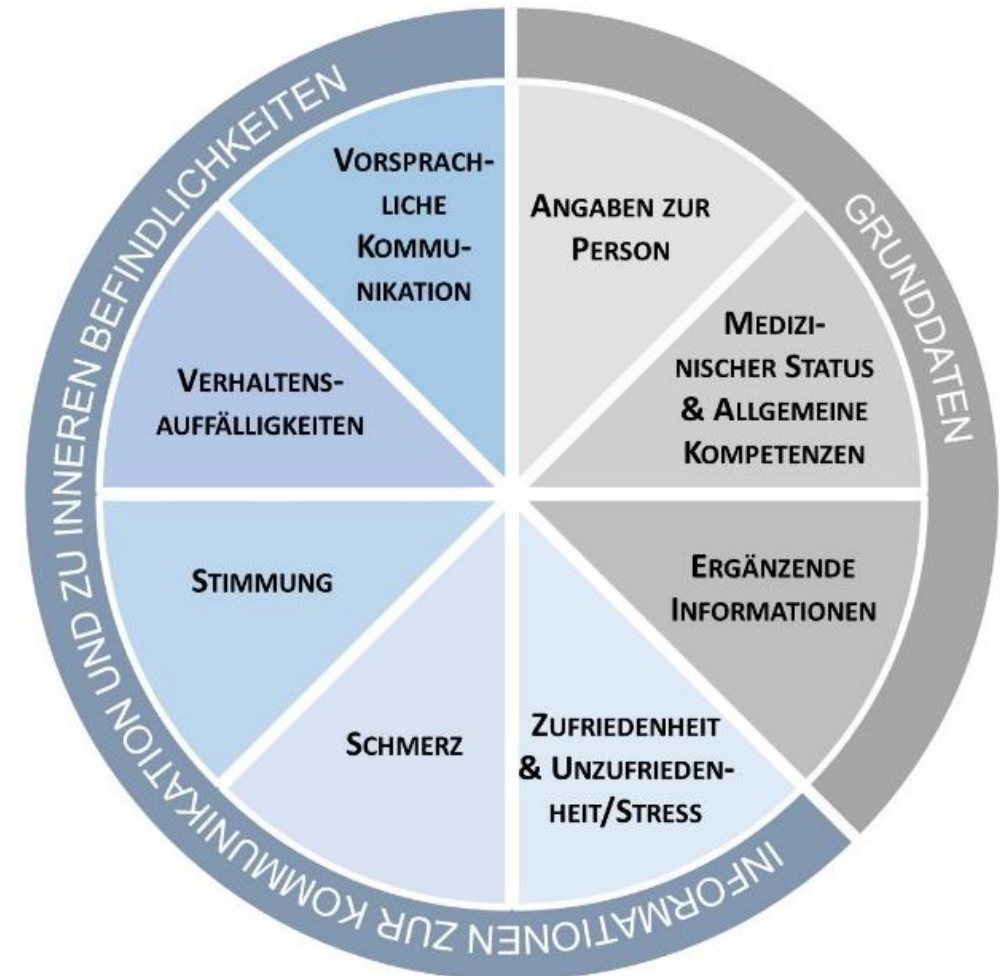 INFORMATIONEN ZUR KOMMUNIKATION UND ZU INNEREN BEFINDLICHKEITEN
GRUNDDATEN
ANGABEN ZUR
PERSON
MEDIZI-
NISCHER STATUS
& ALLGEMEINE
KOMPETENZEN
ERGÄNZENDE
INFORMATIONEN
ZUFRIEDENHEIT
& UNZUFRIEDEN-
HEIT/STRESS
SCHMERZ
STIMMUNG
VERHALTENS-
AUFFÄLLIGKEITEN
VORSPRACH-
LICHE
KOMMU-
NIKATION